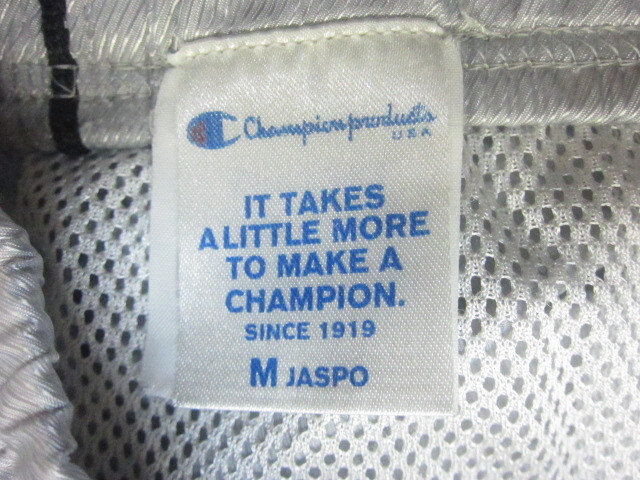 Champion products
USA
IT TAKES
A LITTLE MORE
TO MAKE A
CHAMPION.
SINCE 1919
M JASPO